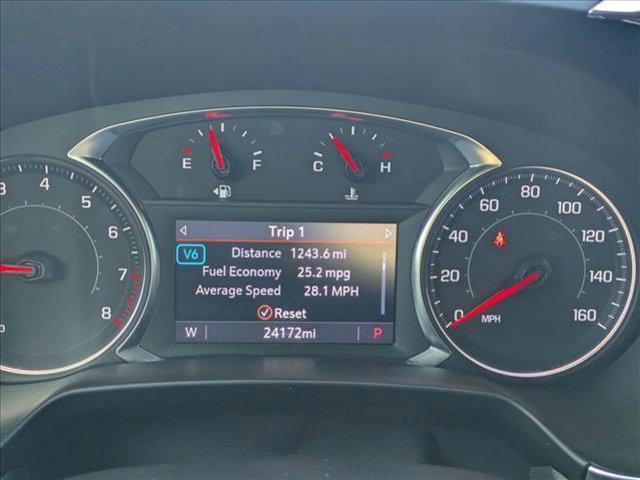 E F
C H
3 4 5 6 7 8
0
Trip 1
V6
Distance 1243.6 mi
Fuel Economy 25.2 mpg
Average Speed 28.1 MPH
Reset
W 24172mi P
0 20 40 60 80 100 120 140 160
MPH